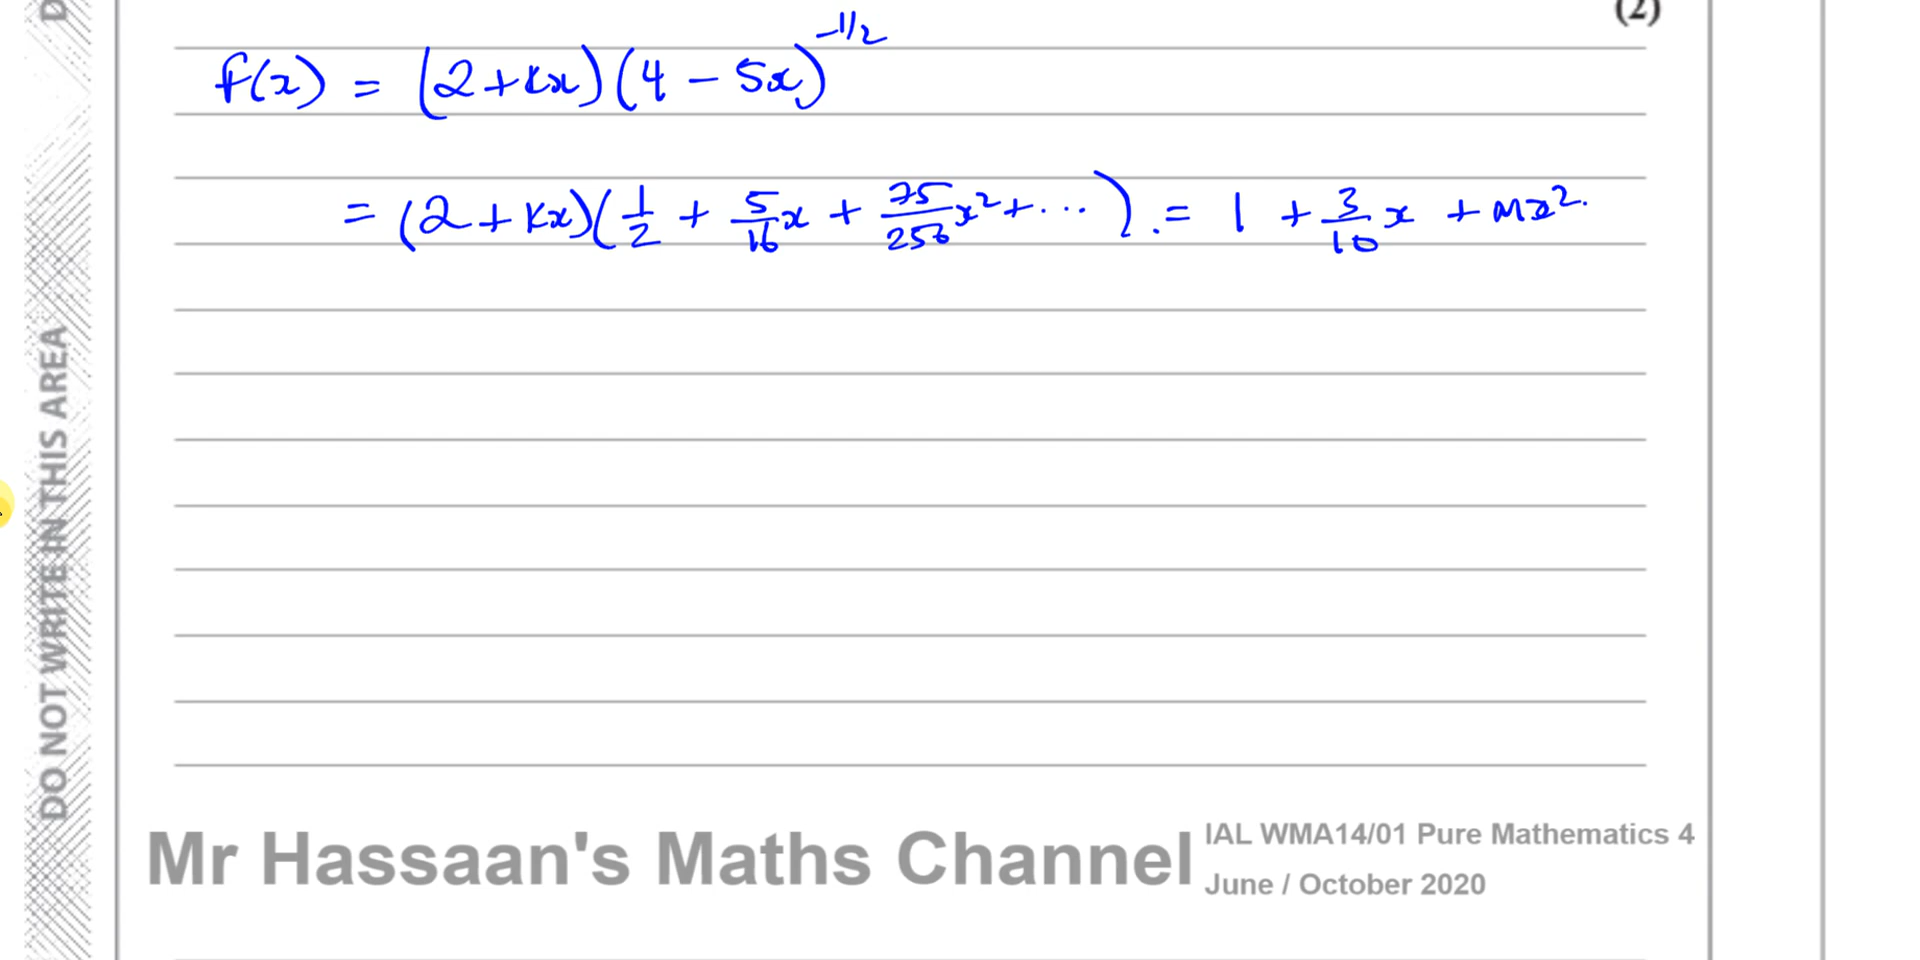 (2)
f(x) = (2+kx)(4 - 5x)^{-1/2}
= (2+kx)(1/2 + 5/16 x + 75/256 x² + ...) = 1 + 3/10 x + mx².
DO NOT WRITE IN THIS AREA
Mr Hassaan's Maths Channel
IAL WMA14/01 Pure Mathematics 4
June / October 2020